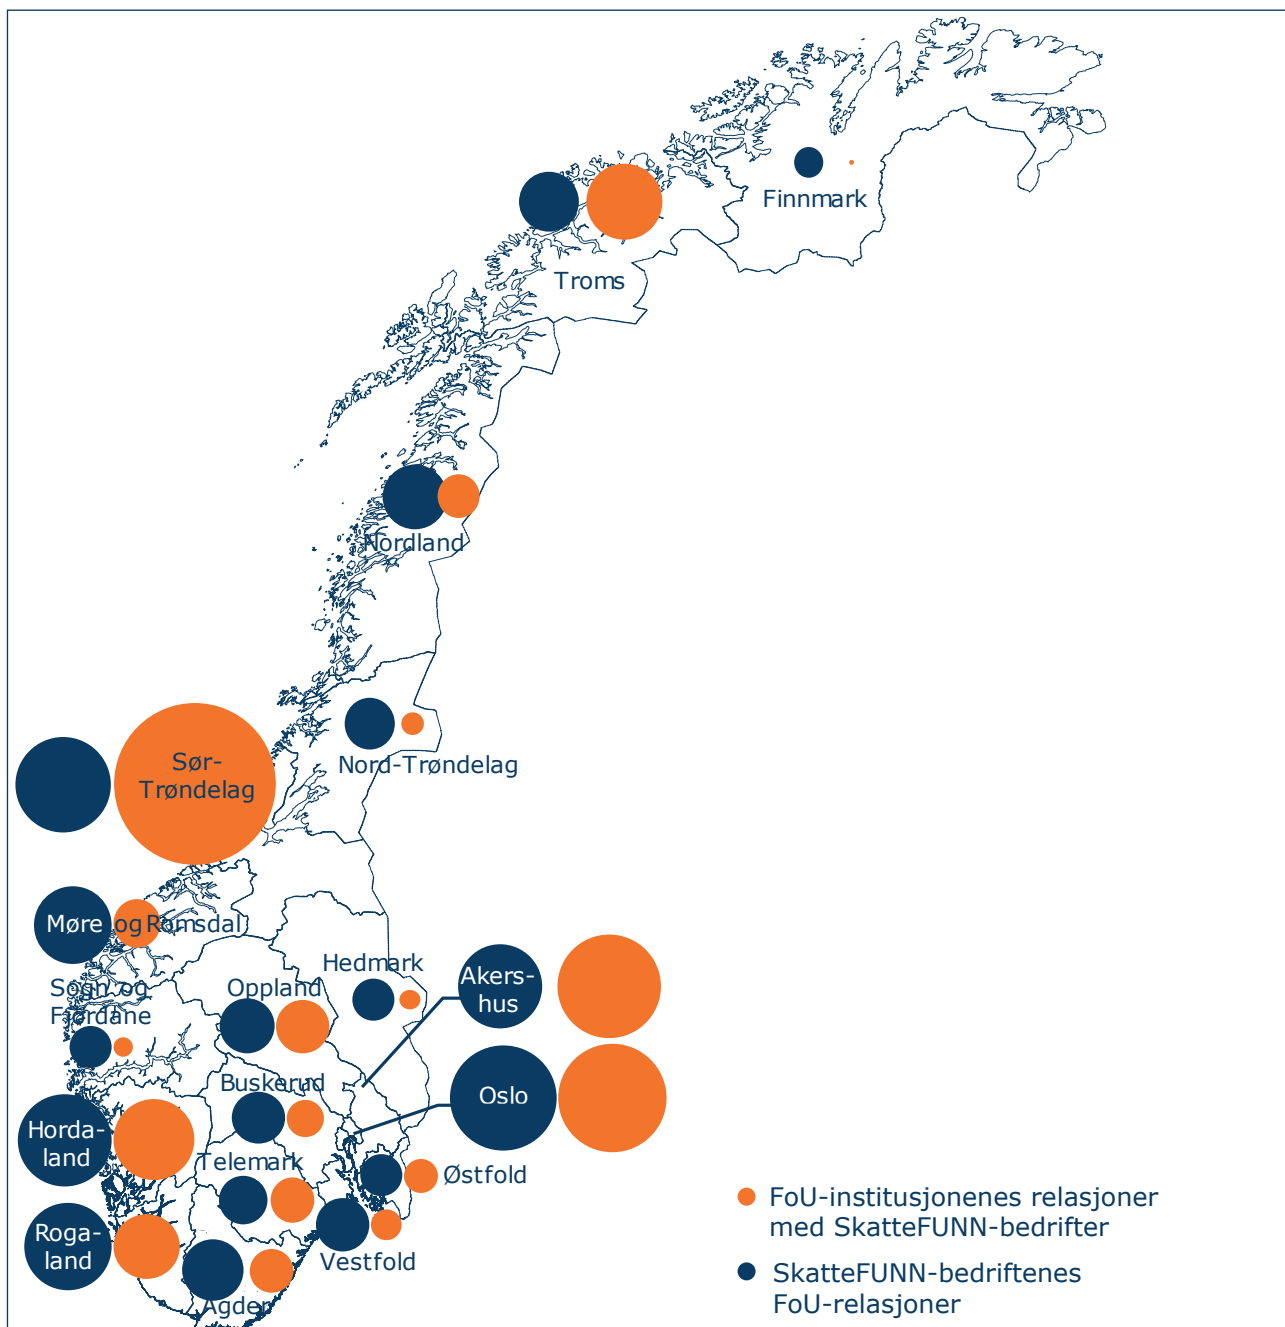 Finnmark
Troms
Nordland
Nord-Trøndelag
Sør-
Trøndelag
Møre og Romsdal
Hedmark
Akers-
hus
Sogn og
Fjordane
Oppland
Buskerud
Oslo
Horda-
land
Telemark
Østfold
Roga-
land
Vestfold
Agder
FoU-institusjonenes relasjoner
med SkatteFUNN-bedrifter
SkatteFUNN-bedriftenes
FoU-relasjoner